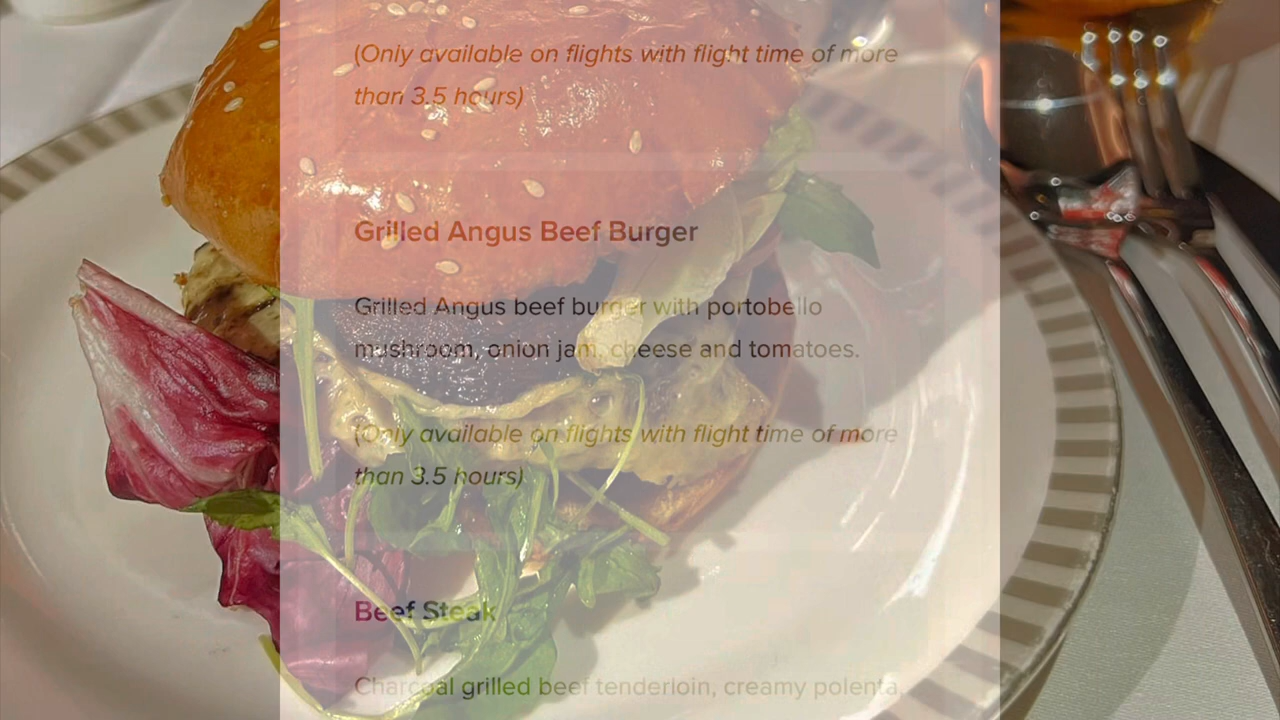 (Only available on flights with flight time of more
than 3.5 hours)
Grilled Angus Beef Burger
Grilled Angus beef burger with portobello
mushroom, onion jam, cheese and tomatoes.
(Only available on flights with flight time of more
than 3.5 hours)
Beef Steak
Charcoal grilled beef tenderloin, creamy polenta,